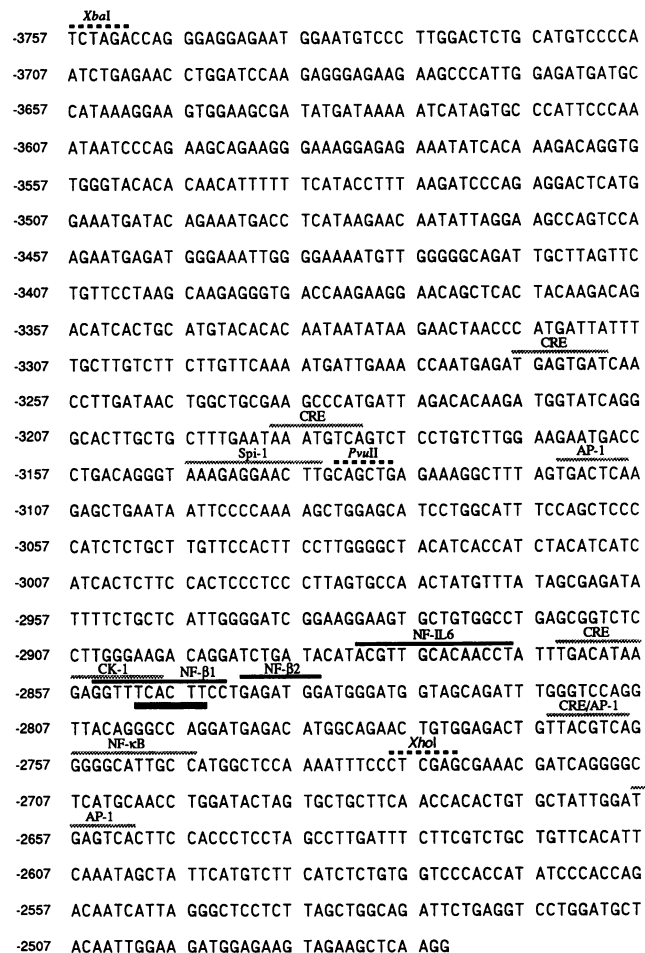 XbaI
-3757 TCTAGACCAG GGAGGAGAAT GGAATGTCCC TTGGACTCTG CATGTCCCCA
-3707 ATCTGAGAAC CTGGATCCAA GAGGGAGAAG AAGCCCATTG GAGATGATGC
-3657 CATAAAGGAA GTGGAAGCGA TATGATAAAA ATCATAGTGC CCATTCCCAA
-3607 ATAATCCCAG AAGCAGAAGG GAAAGGAGAG AAATATCACA AAGACAGGTG
-3557 TGGGTACACA CAACATTTTT TCATACCTTT AAGATCCCAG AGGACTCATG
-3507 GAAATGATAC AGAAATGACC TCATAAGAAC AATATTAGGA AGCCAGTCCA
-3457 AGAATGAGAT GGGAAATTGG GGAAAATGTT GGGGGCAGAT TGCTTAGTTC
-3407 TGTTCCTAAG CAAGAGGGTG ACCAAGAAGG AACAGCTCAC TACAAGACAG
-3357 ACATCACTGC ATGTACACAC AATAATATAA GAACTAACCC ATGATTATTT
CRE
-3307 TGCTTGTCTT CTTGTTCAAA ATGATTGAAA CCAATGAGAT GAGTGATCAA
-3257 CCTTGATAAC TGGCTGCGAA GCCCATGATT AGACACAAGA TGGTATCAGG
CRE
-3207 GCACTTGCTG CTTTGAATAA ATGTCAGTCT CCTGTCTTGG AAGAATGACC
Spi-1 PvuII AP-1
-3157 CTGACAGGGT AAAGAGGAAC TTGCAGCTGA GAAAGGCTTT AGTGACTCAA
-3107 GAGCTGAATA ATTCCCCAAA AGCTGGAGCA TCCTGGCATT TCCAGCTCCC
-3057 CATCTCTGCT TGTTCCACTT CCTTGGGGCT ACATCACCAT CTACATCATC
-3007 ATCACTCTTC CACTCCCTCC CTTAGTGCCA ACTATGTTTA TAGCGAGATA
-2957 TTTTCTGCTC ATTGGGGATC GGAAGGAAGT GCTGTGGCCT GAGCGGTCTC
NF-IL6 CRE
-2907 CTTGGGAAGA CAGGATCTGA TACATACGTT GCACAACCTA TTTGACATAA
CK-1 NF-β1 NF-β2
-2857 GAGGTTTCAC TTCCTGAGAT GGATGGGATG GTAGCAGATT TGGGTCCAGG
CRE/AP-1
-2807 TTACAGGGCC AGGATGAGAC ATGGCAGAAC TGTGGAGACT GTTACGTCAG
NF-κB XhoI
-2757 GGGGCATTGC CATGGCTCCA AAATTTCCCT CGAGCGAAAC GATCAGGGGC
-2707 TCATGCAACC TGGATACTAG TGCTGCTTCA ACCACACTGT GCTATTGGAT
AP-1
-2657 GAGTCACTTC CACCCTCCTA GCCTTGATTT CTTCGTCTGC TGTTCACATT
-2607 CAAATAGCTA TTCATGTCTT CATCTCTGTG GTCCCACCAT ATCCCACCAG
-2557 ACAATCATTA GGGCTCCTCT TAGCTGGCAG ATTCTGAGGT CCTGGATGCT
-2507 ACAATTGGAA GATGGAGAAG TAGAAGCTCA AGG